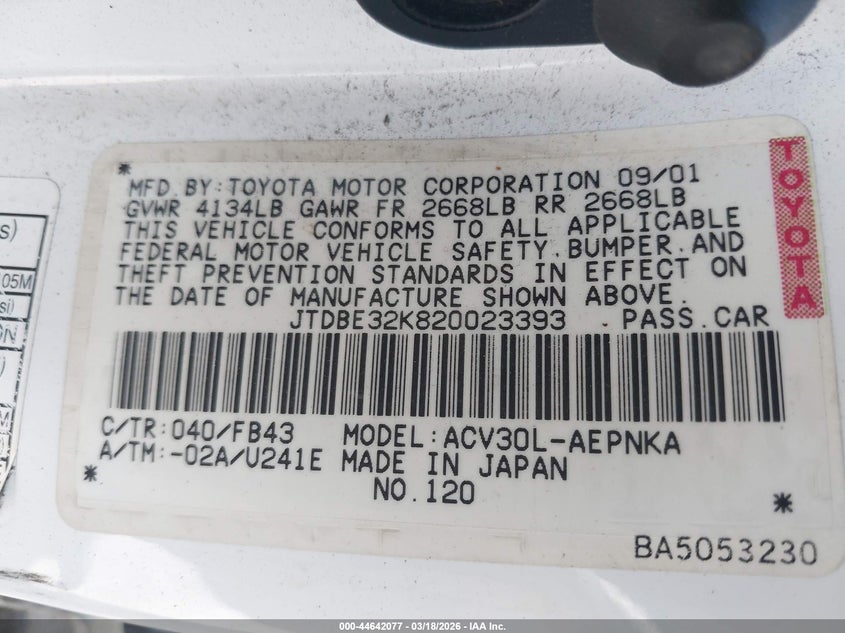 MFD.BY:TOYOTA MOTOR CORPORATION 09/01
GVWR 4134LB GAWR FR 2668LB RR 2668LB
THIS VEHICLE CONFORMS TO ALL APPLICABLE
FEDERAL MOTOR VEHICLE SAFETY,BUMPER,AND
THEFT PREVENTION STANDARDS IN EFFECT ON
THE DATE OF MANUFACTURE SHOWN ABOVE.
JTDBE32K820023393 PASS.CAR
C/TR:040/FB43 MODEL:ACV30L-AEPNKA
A/TM:-02A/U241E MADE IN JAPAN
NO.120
BA5053230
TOYOTA
05M
000-44642077 - 03/18/2026 - IAA Inc.